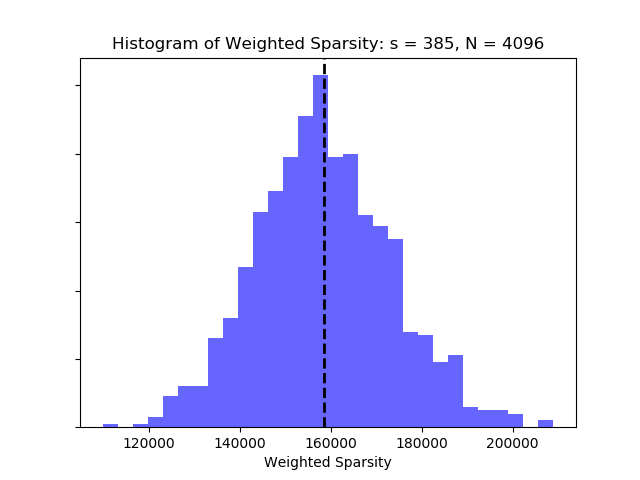 Histogram of Weighted Sparsity: s = 385, N = 4096
120000 140000 160000 180000 200000
Weighted Sparsity